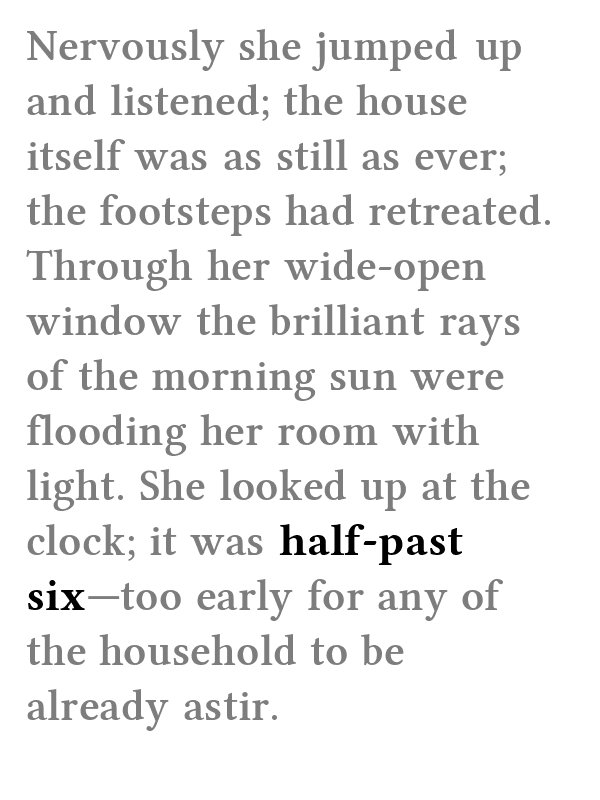 Nervously she jumped up
and listened; the house
itself was as still as ever;
the footsteps had retreated.
Through her wide-open
window the brilliant rays
of the morning sun were
flooding her room with
light. She looked up at the
clock; it was half-past
six—too early for any of
the household to be
already astir.